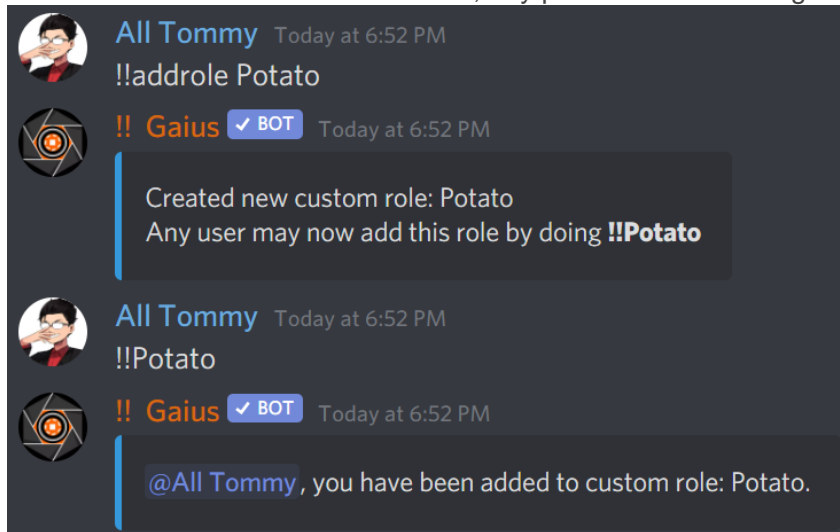 All Tommy Today at 6:52 PM
!!addrole Potato
!! Gaius ✓ BOT Today at 6:52 PM
Created new custom role: Potato
Any user may now add this role by doing !!Potato
All Tommy Today at 6:52 PM
!!Potato
!! Gaius ✓ BOT Today at 6:52 PM
@All Tommy, you have been added to custom role: Potato.